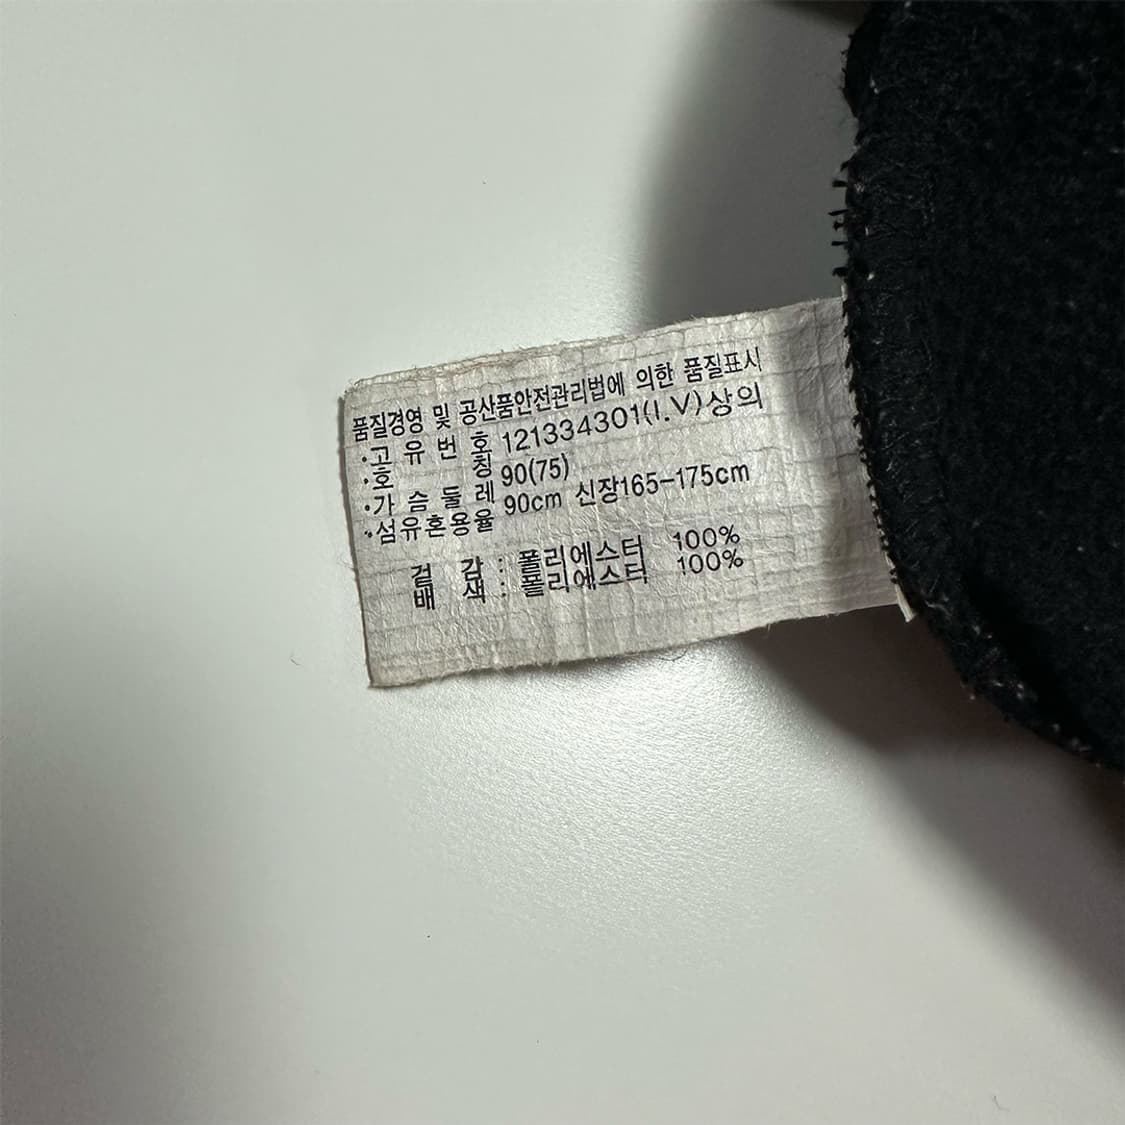 품질경영 및 공산품안전관리법에 의한 품질표시
·고 유 번 호 121334301(I.V)상의
·호 칭 90(75)
·가 슴 둘 레 90cm 신장165-175cm
·섬유혼용율
겉 감 : 폴리에스터 100%
배 색 : 폴리에스터 100%